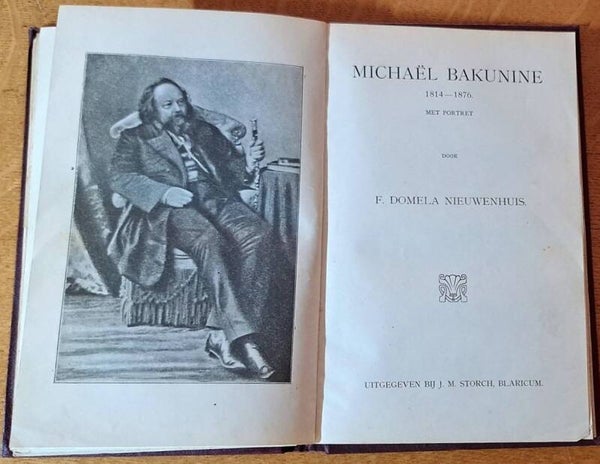 MICHAËL BAKUNINE
1814—1876.
MET PORTRET
DOOR
F. DOMELA NIEUWENHUIS.
UITGEGEVEN BIJ J. M. STORCH, BLARICUM.